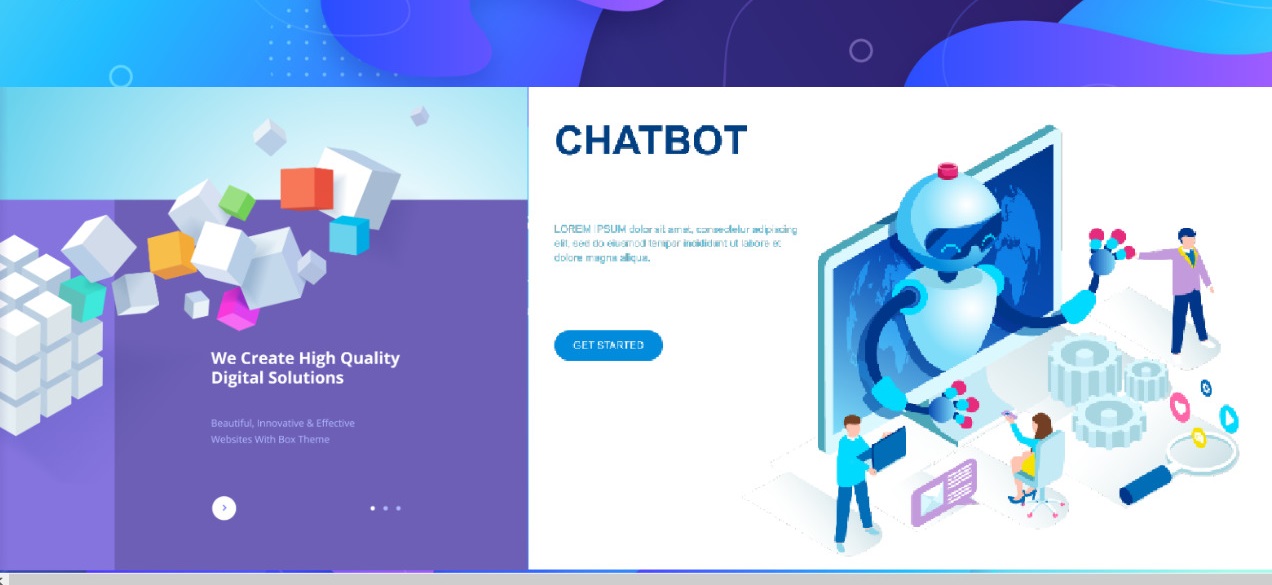 We Create High Quality
Digital Solutions
Beautiful, Innovative & Effective
Websites With Box Theme
CHATBOT
LOREM IPSUM dolor sit amet, consectetur adipiscing
elit, sed do eiusmod tempor incididunt ut labore et
dolore magna aliqua.
GET STARTED